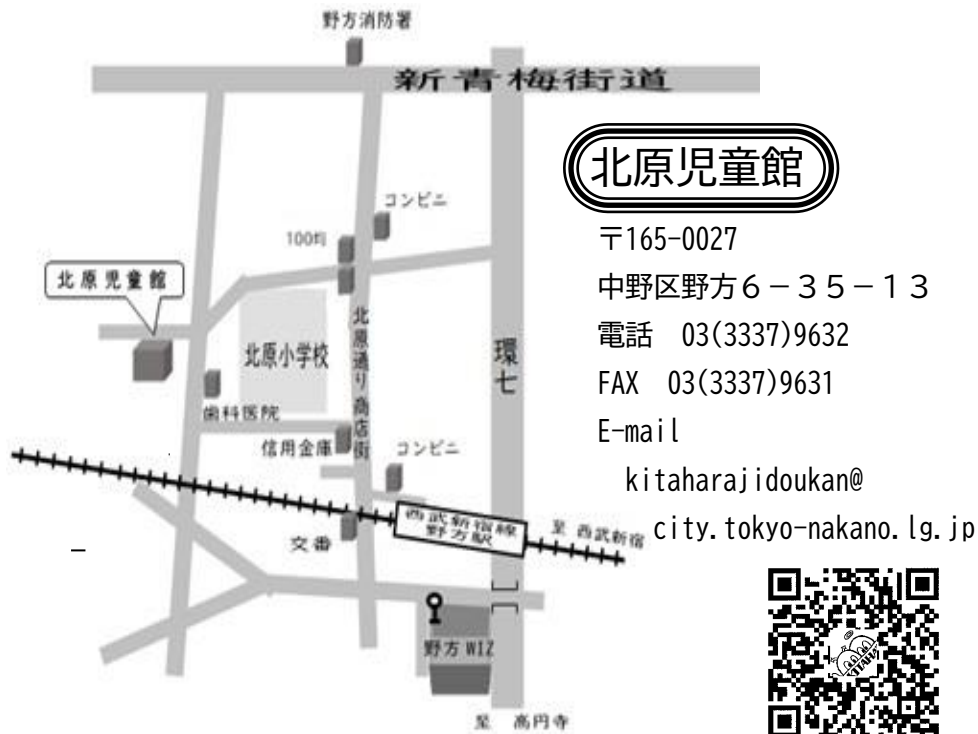 野方消防署
新青梅街道
コンビニ
100均
北原児童館
北原小学校
北原通り商店街
環七
歯科医院
信用金庫
コンビニ
西武新宿線
野方駅
至 西武新宿
交番
野方 WIZ
至 高円寺
北原児童館
〒165-0027
中野区野方6-35-13
電話 03(3337)9632
FAX 03(3337)9631
E-mail
kitaharajidoukan@
city.tokyo-nakano.lg.jp